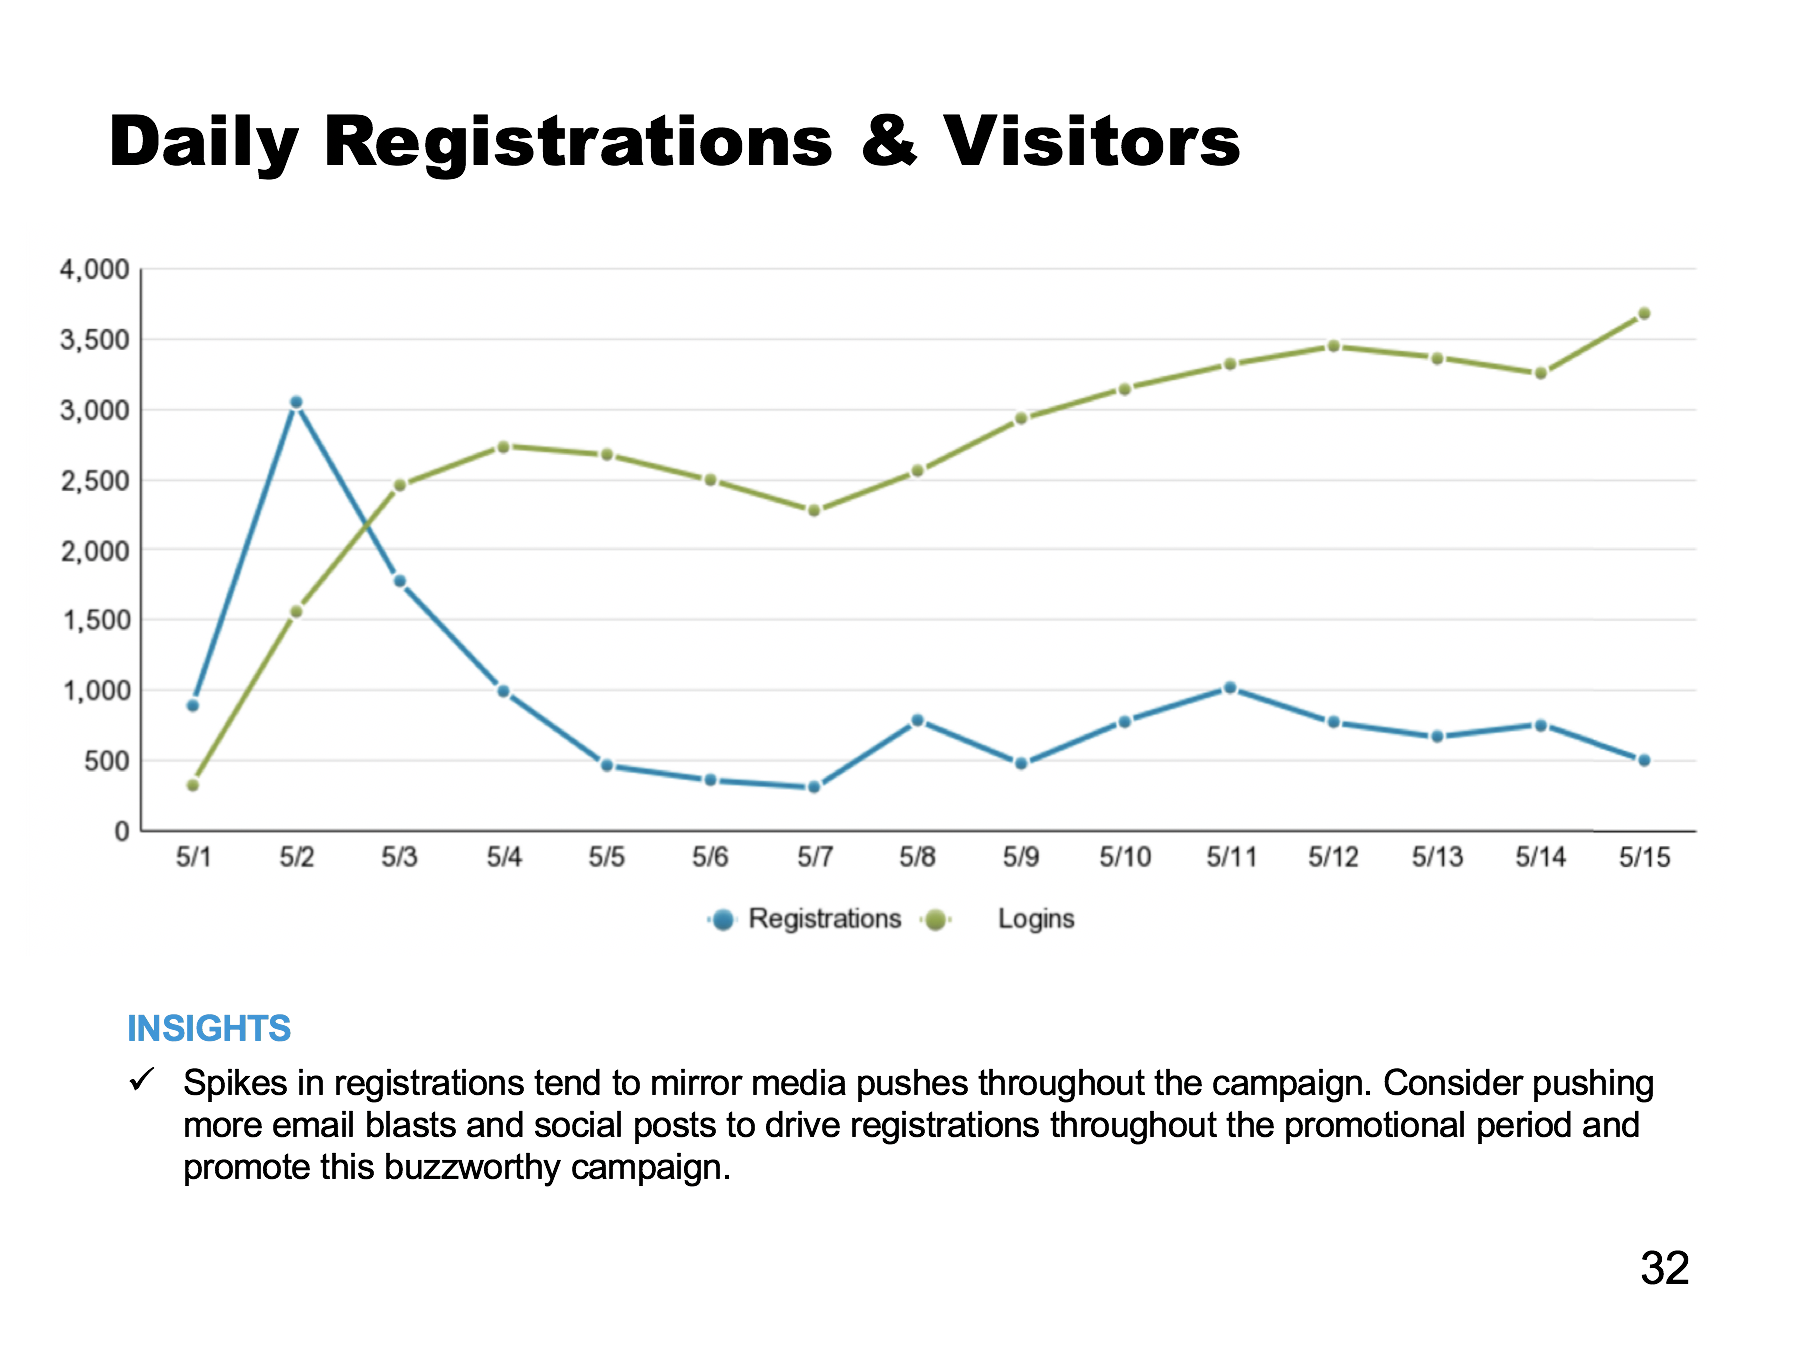 Daily Registrations & Visitors
4,000
3,500
3,000
2,500
2,000
1,500
1,000
500
0
5/1 5/2 5/3 5/4 5/5 5/6 5/7 5/8 5/9 5/10 5/11 5/12 5/13 5/14 5/15
Registrations Logins
INSIGHTS
✓ Spikes in registrations tend to mirror media pushes throughout the campaign. Consider pushing
more email blasts and social posts to drive registrations throughout the promotional period and
promote this buzzworthy campaign.
32